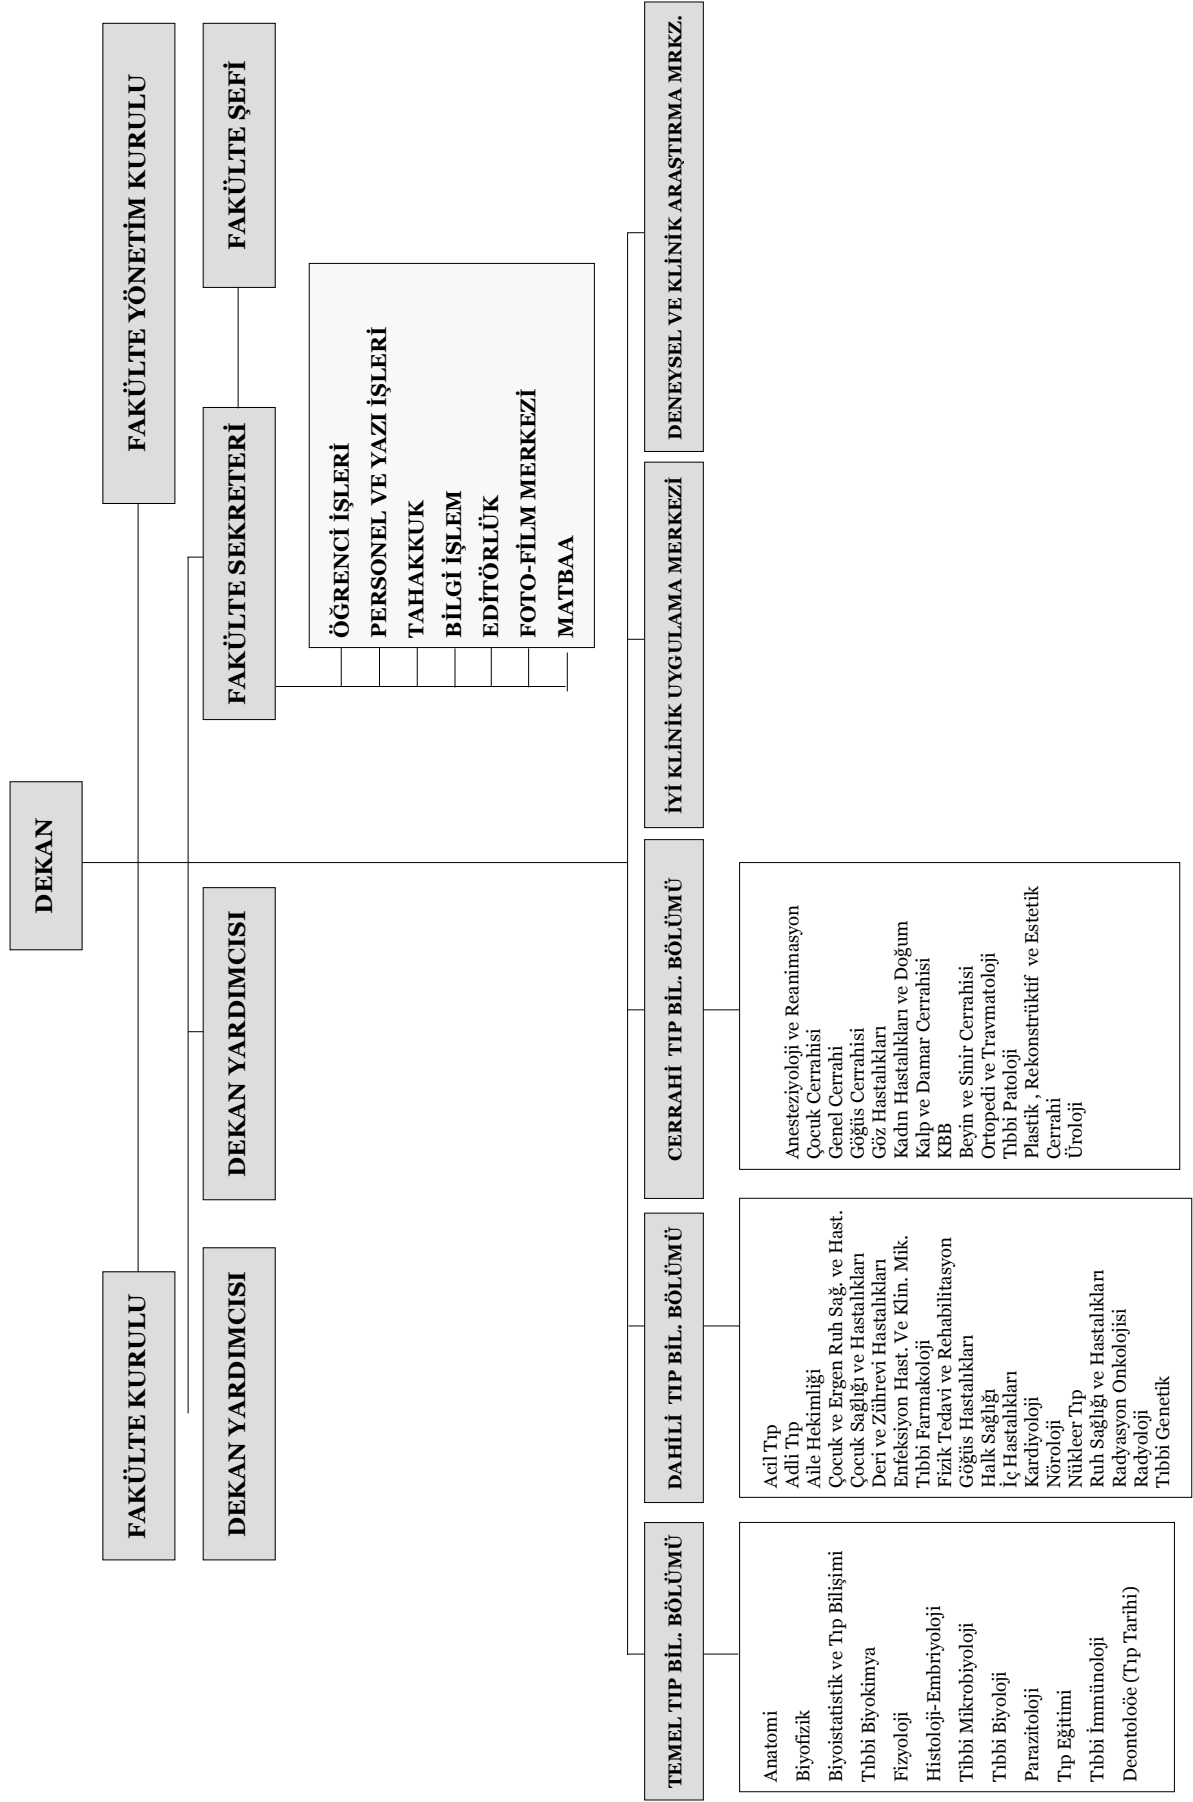 DEKAN
FAKÜLTE KURULU
FAKÜLTE YÖNETİM KURULU
DEKAN YARDIMCISI
DEKAN YARDIMCISI
FAKÜLTE SEKRETERİ
FAKÜLTE ŞEFİ
ÖĞRENCİ İŞLERİ
PERSONEL VE YAZI İŞLERİ
TAHAKKUK
BİLGİ İŞLEM
EDİTÖRLÜK
FOTO-FİLM MERKEZİ
MATBAA
TEMEL TIP BİL. BÖLÜMÜ
DAHİLİ TIP BİL. BÖLÜMÜ
CERRAHİ TIP BİL. BÖLÜMÜ
İYİ KLİNİK UYGULAMA MERKEZİ
DENEYSEL VE KLİNİK ARAŞTIRMA MRKZ.
Anatomi
Biyofizik
Biyoistatistik ve Tıp Bilişimi
Tıbbi Biyokimya
Fizyoloji
Histoloji-Embriyoloji
Tıbbi Mikrobiyoloji
Tıbbi Biyoloji
Parazitoloji
Tıp Eğitimi
Tıbbi İmmünoloji
Deontoloöe (Tıp Tarihi)
Acil Tıp
Adli Tıp
Aile Hekimliği
Çocuk ve Ergen Ruh Sağ. ve Hast.
Çocuk Sağlığı ve Hastalıkları
Deri ve Zührevi Hastalıkları
Enfeksiyon Hast. Ve Klin. Mik.
Tıbbi Farmakoloji
Fizik Tedavi ve Rehabilitasyon
Göğüs Hastalıkları
Halk Sağlığı
İç Hastalıkları
Kardiyoloji
Nöroloji
Nükleer Tıp
Ruh Sağlığı ve Hastalıkları
Radyasyon Onkolojisi
Radyoloji
Tıbbi Genetik
Anesteziyoloji ve Reanimasyon
Çocuk Cerrahisi
Genel Cerrahi
Göğüs Cerrahisi
Göz Hastalıkları
Kadın Hastalıkları ve Doğum
Kalp ve Damar Cerrahisi
KBB
Beyin ve Sinir Cerrahisi
Ortopedi ve Travmatoloji
Tıbbi Patoloji
Plastik , Rekonstrüktif ve Estetik
Cerrahi
Üroloji